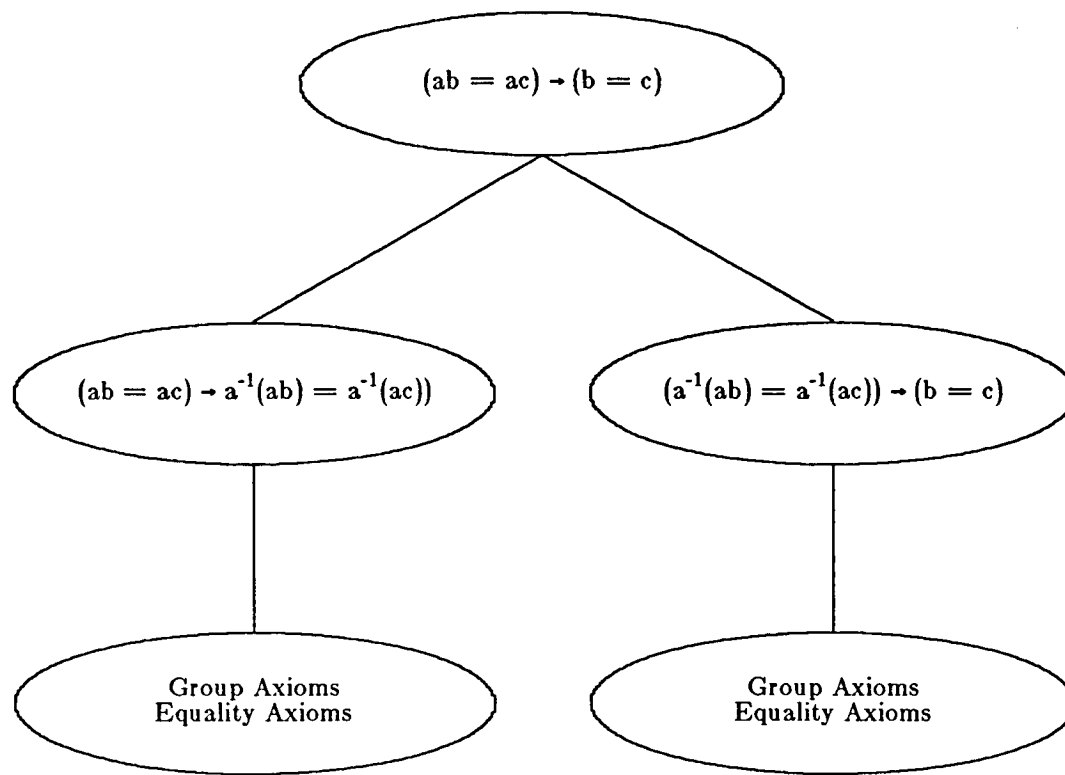 (ab = ac) → (b = c)
(ab = ac) → a⁻¹(ab) = a⁻¹(ac))
(a⁻¹(ab) = a⁻¹(ac)) → (b = c)
Group Axioms
Equality Axioms
Group Axioms
Equality Axioms